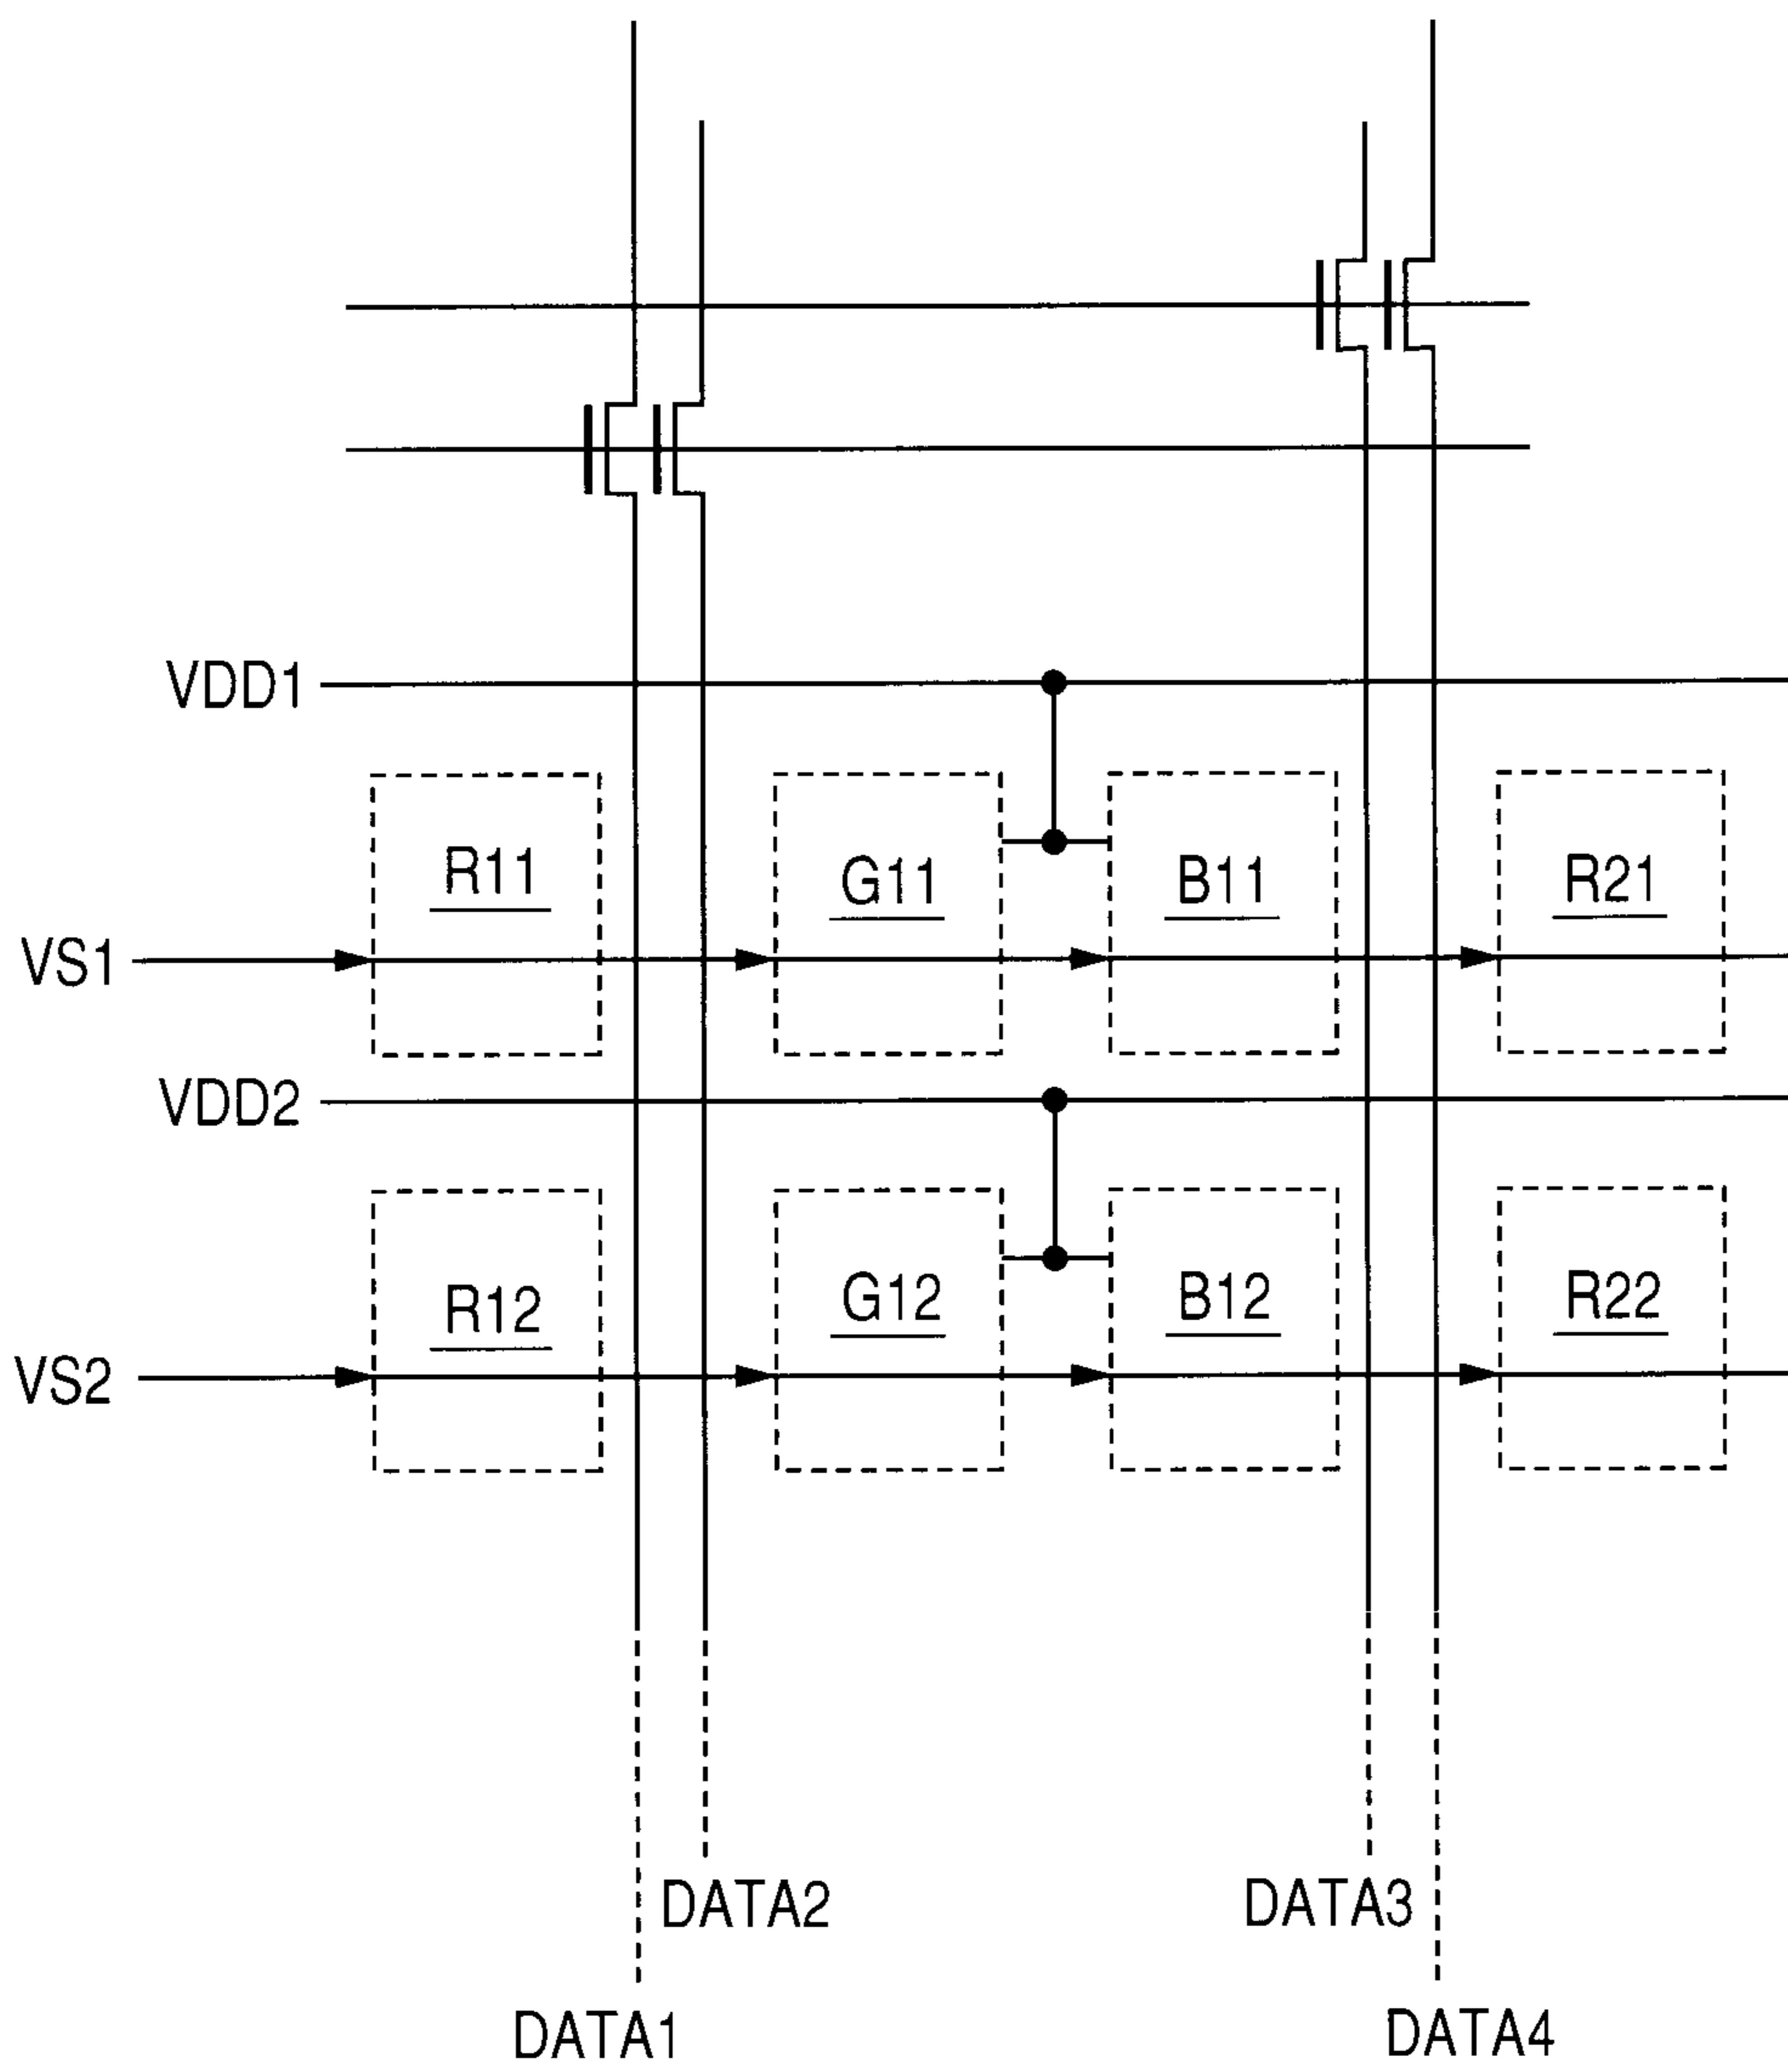 VDD1
R11
G11
B11
R21
VS1
VDD2
R12
G12
B12
R22
VS2
DATA2
DATA3
DATA1
DATA4